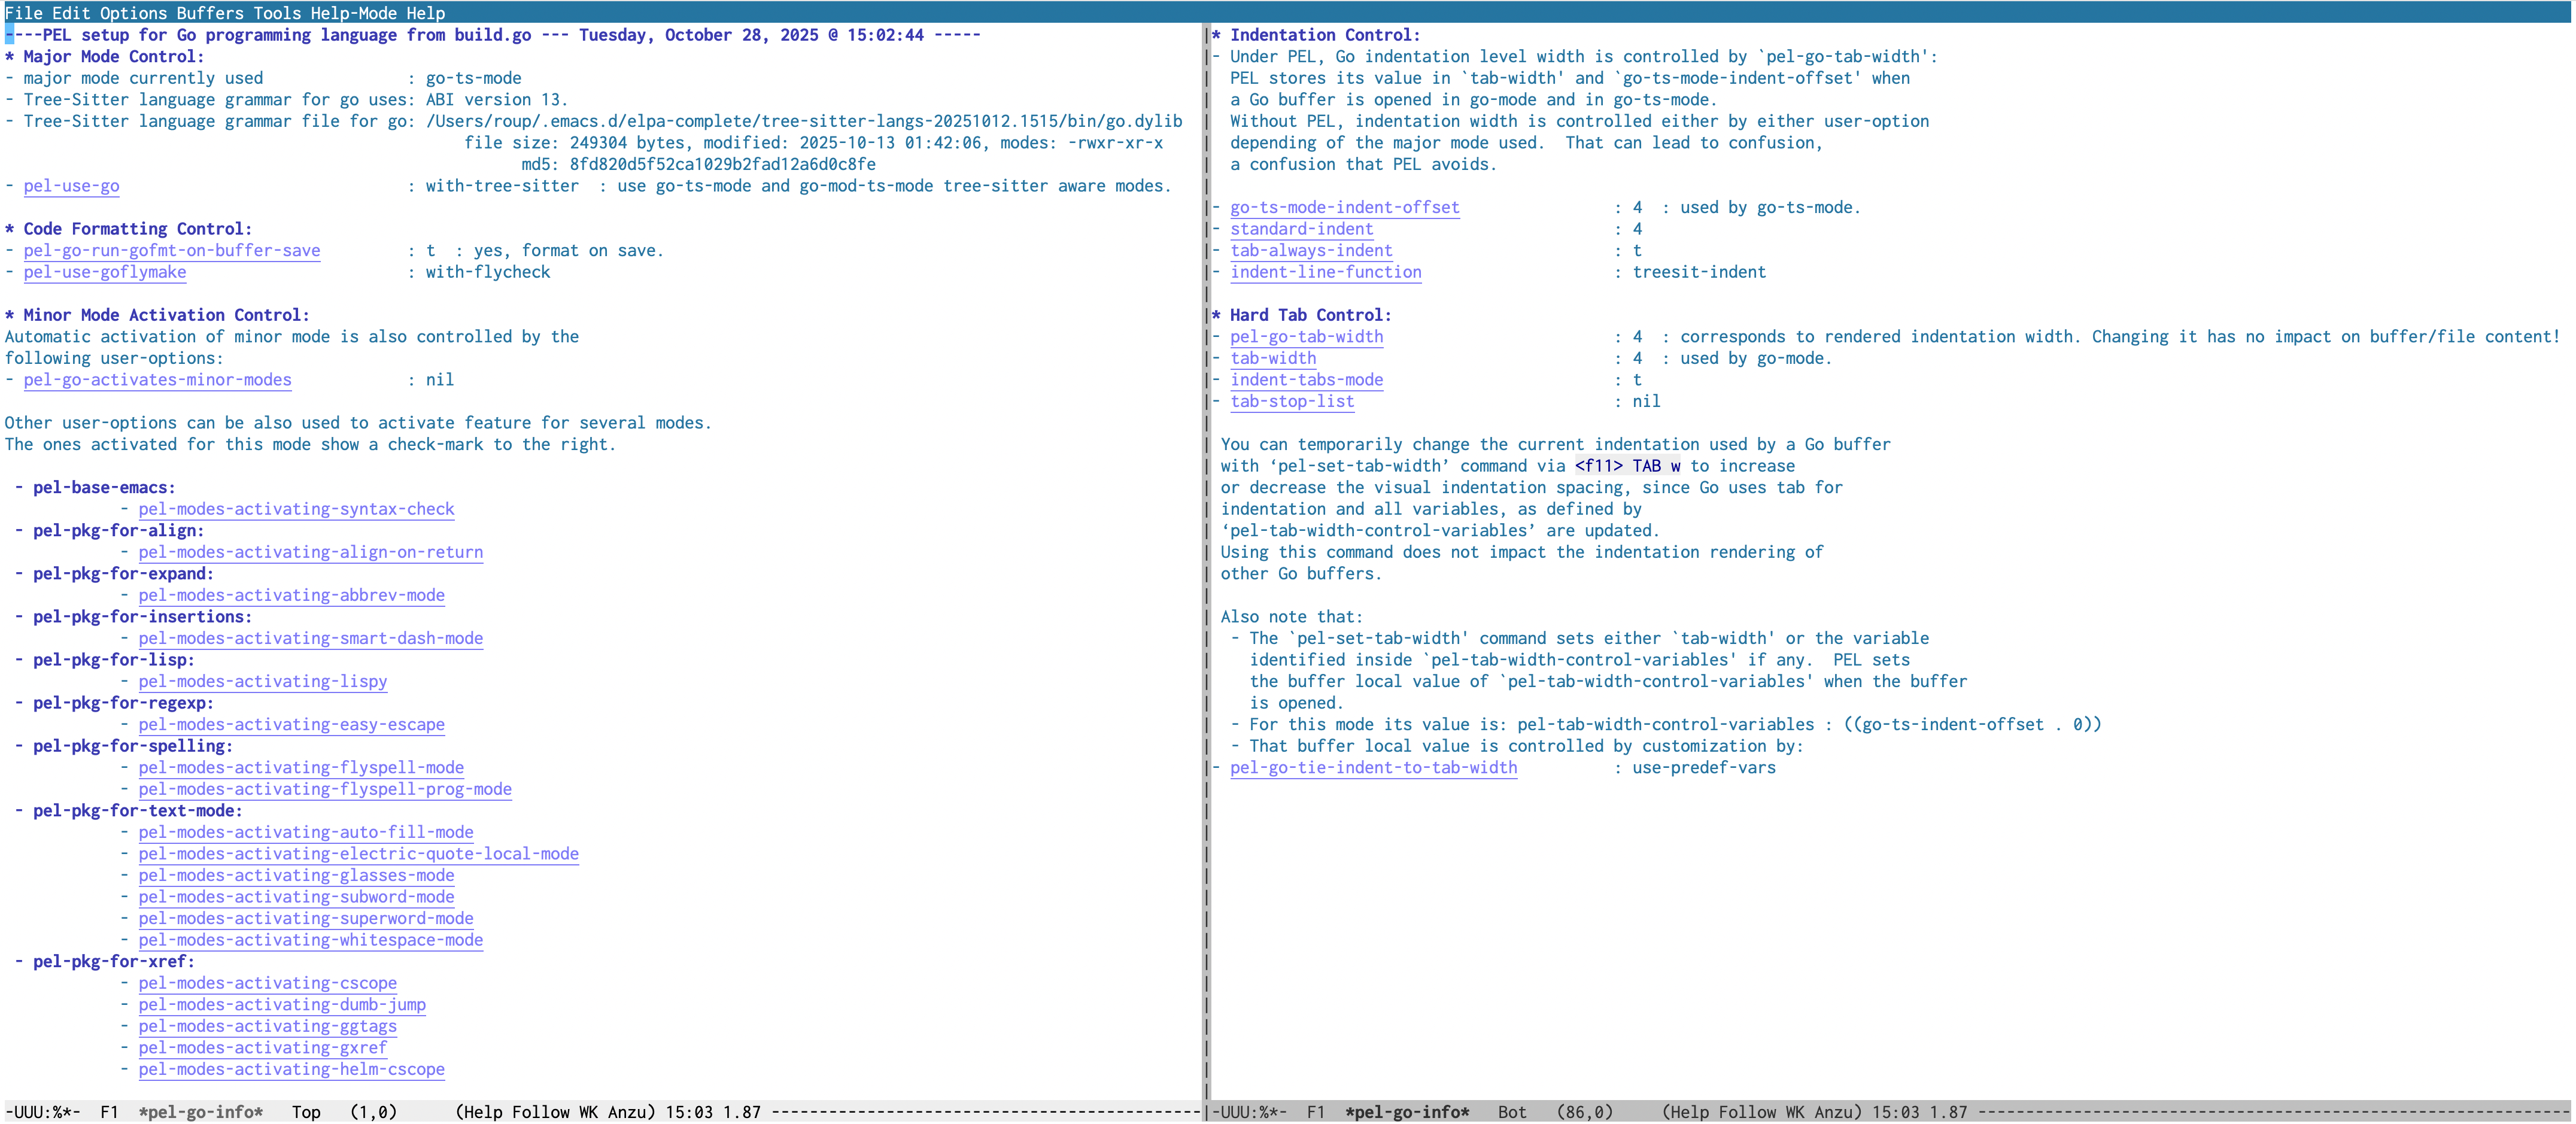 File Edit Options Buffers Tools Help-Mode Help
----PEL setup for Go programming language from build.go --- Tuesday, October 28, 2025 @ 15:02:44 -----
* Major Mode Control:
- major mode currently used               : go-ts-mode
- Tree-Sitter language grammar for go uses: ABI version 13.
- Tree-Sitter language grammar file for go: /Users/roup/.emacs.d/elpa-complete/tree-sitter-langs-20251012.1515/bin/go.dylib
file size: 249304 bytes, modified: 2025-10-13 01:42:06, modes: -rwxr-xr-x
md5: 8fd820d5f52ca1029b2fad12a6d0c8fe
- pel-use-go                              : with-tree-sitter  : use go-ts-mode and go-mod-ts-mode tree-sitter aware modes.
* Code Formatting Control:
- pel-go-run-gofmt-on-buffer-save         : t  : yes, format on save.
- pel-use-goflymake                       : with-flycheck
* Minor Mode Activation Control:
Automatic activation of minor mode is also controlled by the
following user-options:
- pel-go-activates-minor-modes            : nil
Other user-options can be also used to activate feature for several modes.
The ones activated for this mode show a check-mark to the right.
- pel-base-emacs:
- pel-modes-activating-syntax-check
- pel-pkg-for-align:
- pel-modes-activating-align-on-return
- pel-pkg-for-expand:
- pel-modes-activating-abbrev-mode
- pel-pkg-for-insertions:
- pel-modes-activating-smart-dash-mode
- pel-pkg-for-lisp:
- pel-modes-activating-lispy
- pel-pkg-for-regexp:
- pel-modes-activating-easy-escape
- pel-pkg-for-spelling:
- pel-modes-activating-flyspell-mode
- pel-modes-activating-flyspell-prog-mode
- pel-pkg-for-text-mode:
- pel-modes-activating-auto-fill-mode
- pel-modes-activating-electric-quote-local-mode
- pel-modes-activating-glasses-mode
- pel-modes-activating-subword-mode
- pel-modes-activating-superword-mode
- pel-modes-activating-whitespace-mode
- pel-pkg-for-xref:
- pel-modes-activating-cscope
- pel-modes-activating-dumb-jump
- pel-modes-activating-ggtags
- pel-modes-activating-gxref
- pel-modes-activating-helm-cscope
-UUU:%*-  F1  *pel-go-info*   Top   (1,0)      (Help Follow WK Anzu) 15:03 1.87 ---------------------------------------------
* Indentation Control:
- Under PEL, Go indentation level width is controlled by `pel-go-tab-width':
PEL stores its value in `tab-width' and `go-ts-mode-indent-offset' when
a Go buffer is opened in go-mode and in go-ts-mode.
Without PEL, indentation width is controlled either by either user-option
depending of the major mode used.  That can lead to confusion,
a confusion that PEL avoids.
- go-ts-mode-indent-offset                : 4  : used by go-ts-mode.
- standard-indent                         : 4
- tab-always-indent                       : t
- indent-line-function                    : treesit-indent
* Hard Tab Control:
- pel-go-tab-width                        : 4  : corresponds to rendered indentation width. Changing it has no impact on buffer/file content!
- tab-width                               : 4  : used by go-mode.
- indent-tabs-mode                        : t
- tab-stop-list                           : nil
You can temporarily change the current indentation used by a Go buffer
with ‘pel-set-tab-width’ command via <f11> TAB w to increase
or decrease the visual indentation spacing, since Go uses tab for
indentation and all variables, as defined by
‘pel-tab-width-control-variables’ are updated.
Using this command does not impact the indentation rendering of
other Go buffers.
Also note that:
- The `pel-set-tab-width' command sets either `tab-width' or the variable
identified inside `pel-tab-width-control-variables' if any.  PEL sets
the buffer local value of `pel-tab-width-control-variables' when the buffer
is opened.
- For this mode its value is: pel-tab-width-control-variables : ((go-ts-indent-offset . 0))
- That buffer local value is controlled by customization by:
- pel-go-tie-indent-to-tab-width          : use-predef-vars
-UUU:%*-  F1  *pel-go-info*   Bot   (86,0)     (Help Follow WK Anzu) 15:03 1.87 --------------------------------------------------------------